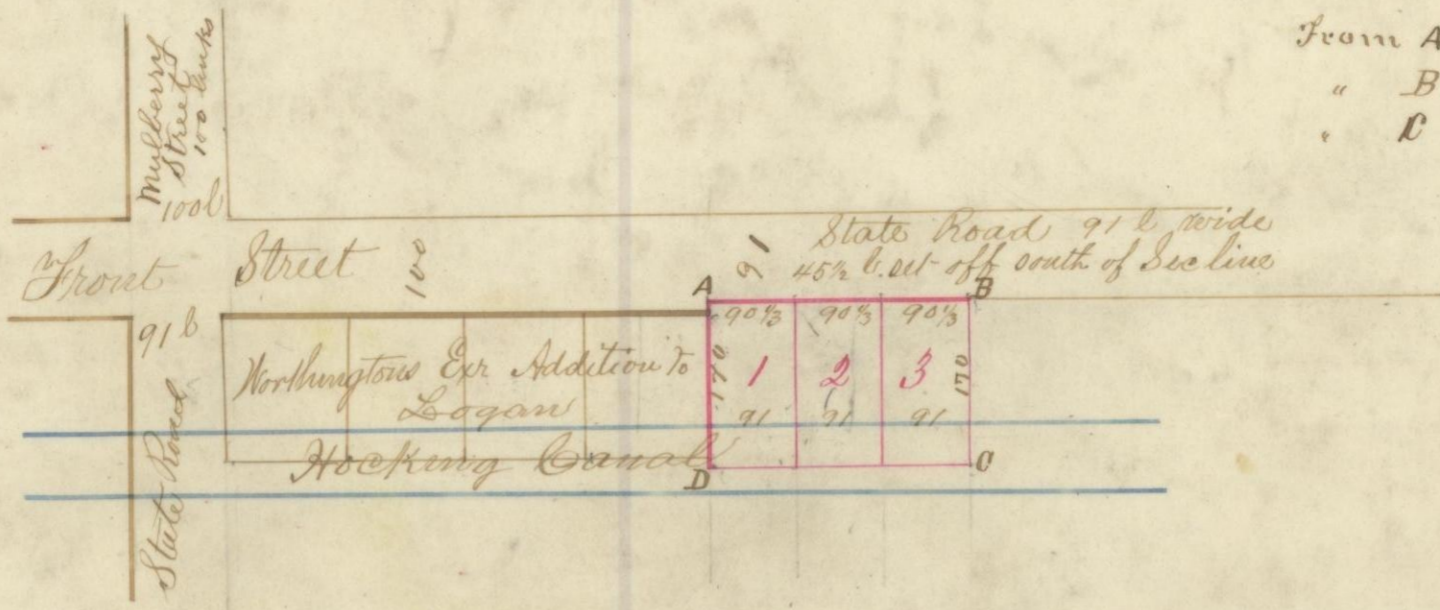 From A
" B
" C
Mulberry
Street
100 links
100 l
State Road 91 l wide
45½ l. set off south of Sec line
91
Front Street 100
A B
91 l
90⅓ 90⅓ 90⅓
Worthingtons Exr Addition To
Logan
170 1 2 3 170
91 91 91
Hocking Canal
D C
State Road